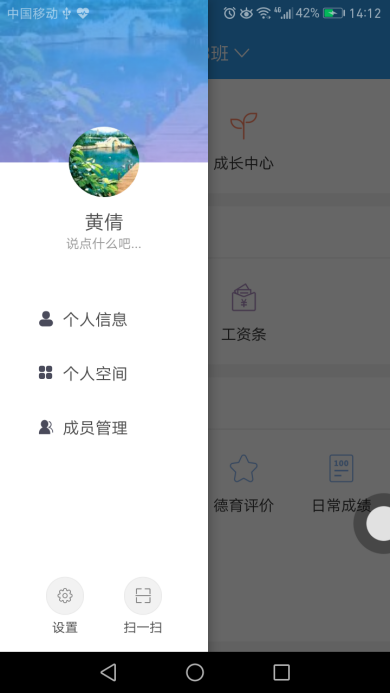 中国移动 42% 14:12
班
成长中心
黄倩
说点什么吧...
个人信息
工资条
个人空间
成员管理
德育评价 日常成绩
100
设置 扫一扫